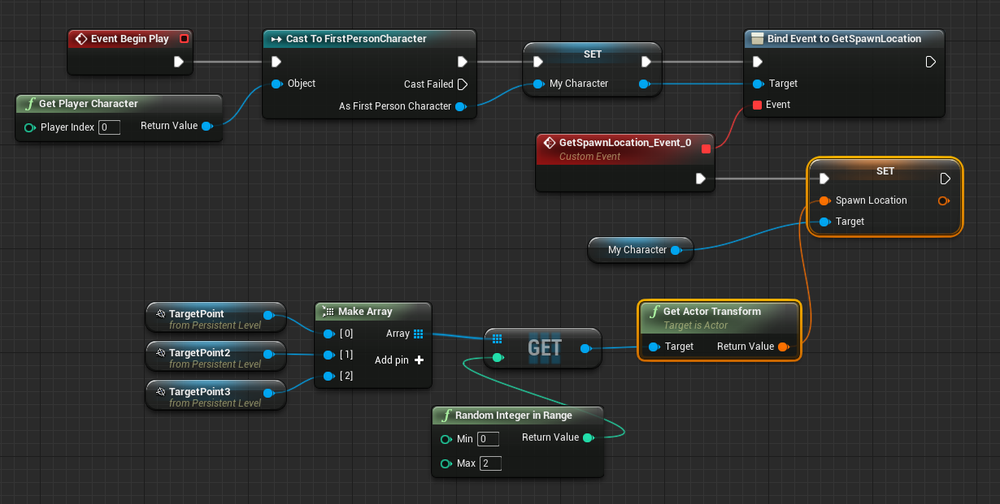 Event Begin Play
Get Player Character
Player Index 0 Return Value
Cast To FirstPersonCharacter
Object Cast Failed
As First Person Character
SET
My Character
Bind Event to GetSpawnLocation
Target
Event
GetSpawnLocation_Event_0
Custom Event
SET
Spawn Location
Target
My Character
TargetPoint
from Persistent Level
TargetPoint2
from Persistent Level
TargetPoint3
from Persistent Level
Make Array
[ 0] Array
[ 1] Add pin +
[ 2]
GET
Get Actor Transform
Target is Actor
Target Return Value
Random Integer in Range
Min 0 Return Value
Max 2